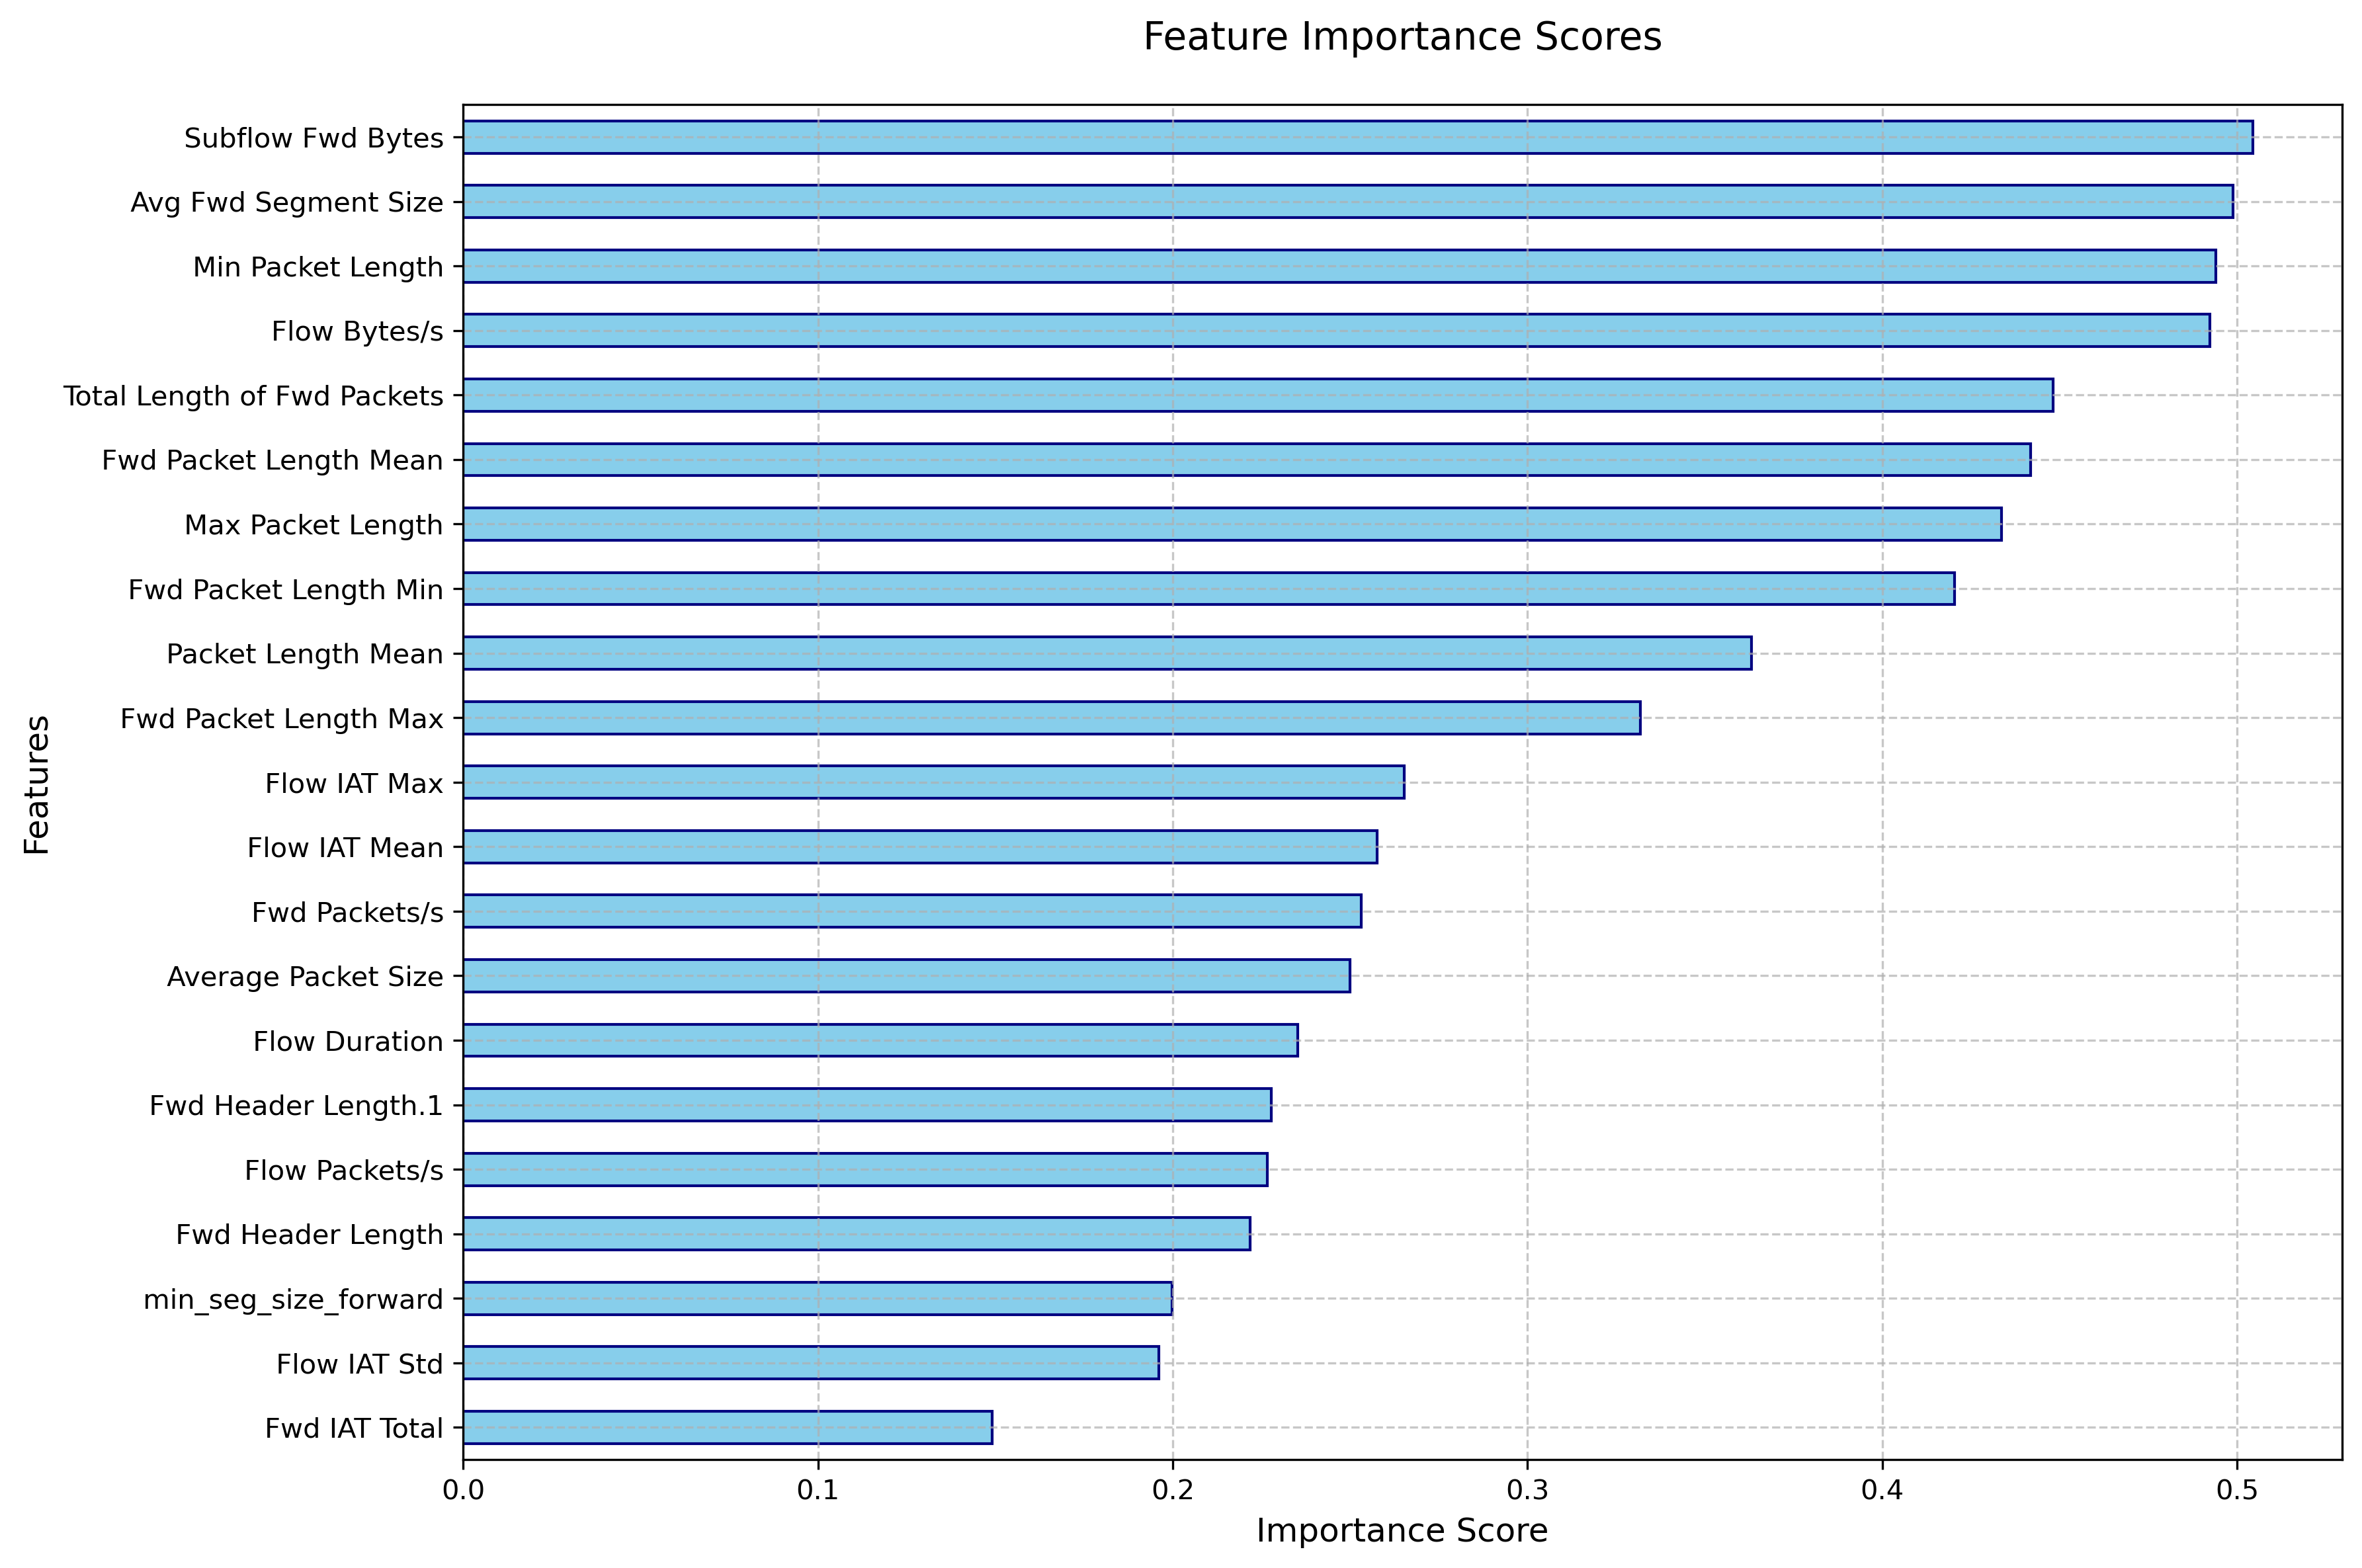 Feature Importance Scores
Subflow Fwd Bytes
Avg Fwd Segment Size
Min Packet Length
Flow Bytes/s
Total Length of Fwd Packets
Fwd Packet Length Mean
Max Packet Length
Fwd Packet Length Min
Packet Length Mean
Fwd Packet Length Max
Flow IAT Max
Flow IAT Mean
Fwd Packets/s
Average Packet Size
Flow Duration
Fwd Header Length.1
Flow Packets/s
Fwd Header Length
min_seg_size_forward
Flow IAT Std
Fwd IAT Total
Features
0.0 0.1 0.2 0.3 0.4 0.5
Importance Score